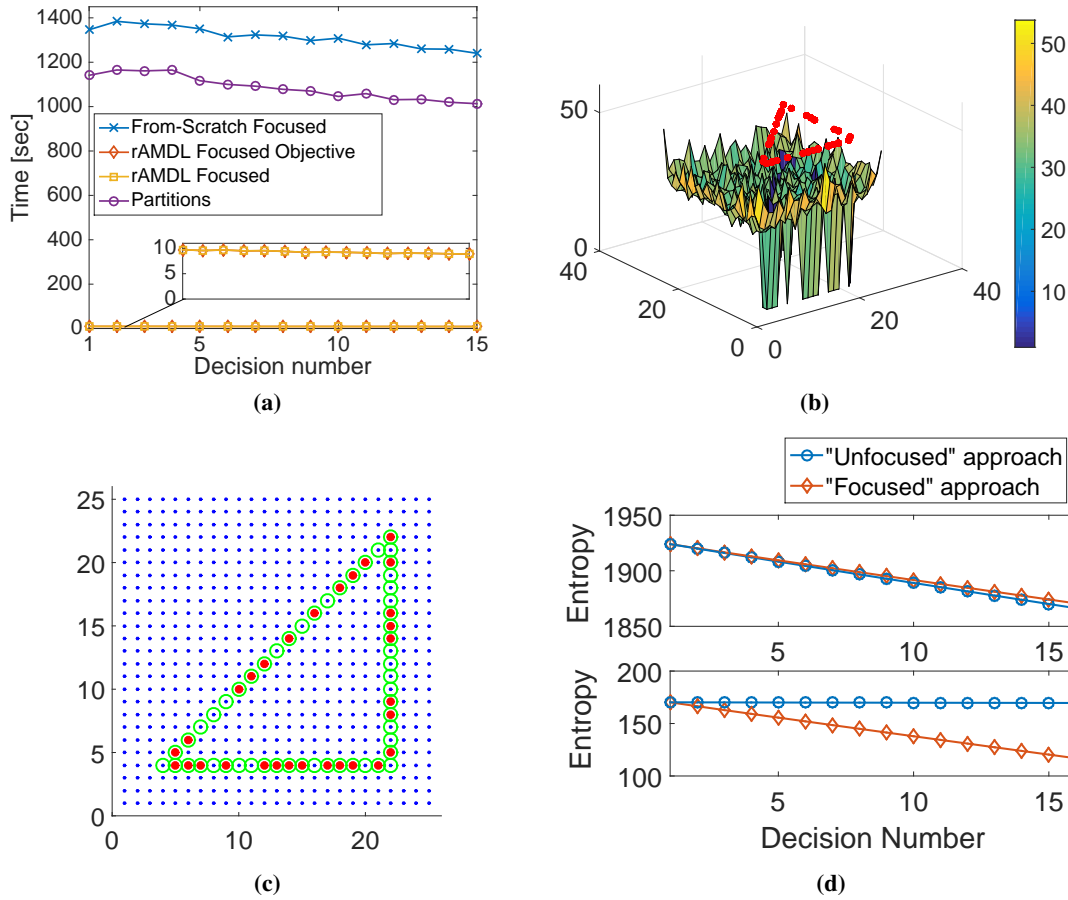 1400
1200
1000
800
600
400
200
0
Time [sec]
From-Scratch Focused
rAMDL Focused Objective
rAMDL Focused
Partitions
10
5
0
1 5 10 15
Decision number
(a)
50
0
40
20
0
0
20
40
50
40
30
20
10
(b)
25
20
15
10
5
0
0 10 20
(c)
"Unfocused" approach
"Focused" approach
1950
1900
1850
Entropy
5 10 15
200
150
100
Entropy
5 10 15
Decision Number
(d)